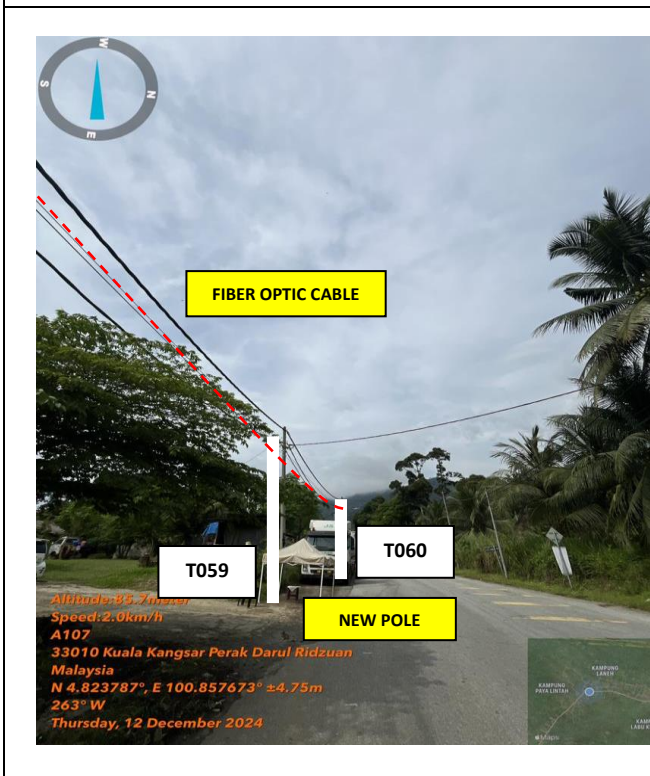 W
S
N
E
FIBER OPTIC CABLE
T059
T060
NEW POLE
Altitude:85.7meter
Speed:2.0km/h
A107
33010 Kuala Kangsar Perak Darul Ridzuan
Malaysia
N 4.823787°, E 100.857673° ±4.75m
263° W
Thursday, 12 December 2024
KAMPUNG
KAMPUNG
PAYA LINTAH
Maps